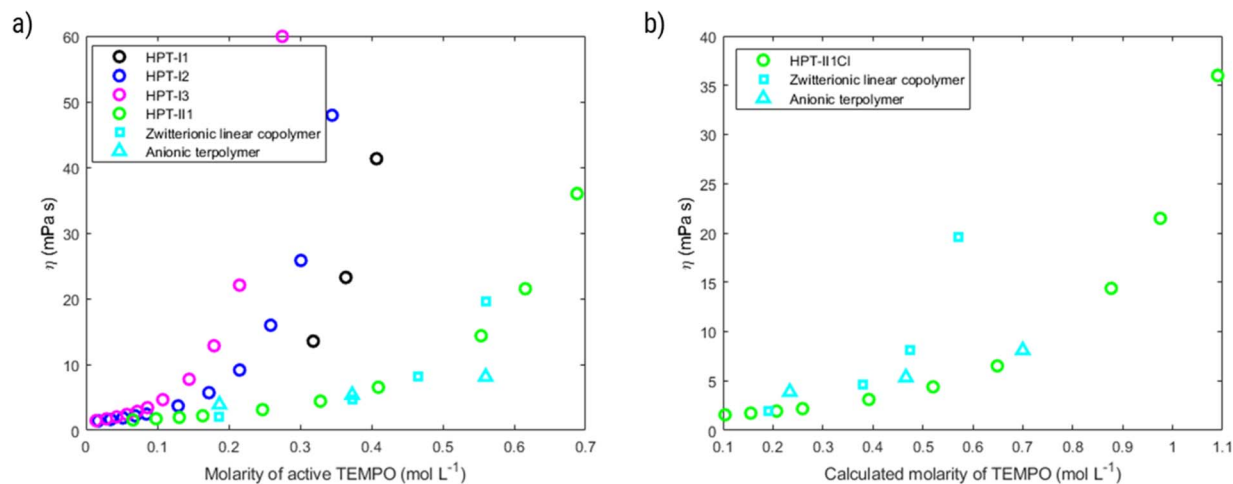 a)
60
50
40
30
20
10
0
η (mPa s)
HPT-I1
HPT-I2
HPT-I3
HPT-II1
Zwitterionic linear copolymer
Anionic terpolymer
0 0.1 0.2 0.3 0.4 0.5 0.6 0.7
Molarity of active TEMPO (mol L⁻¹)
b)
40
35
30
25
20
15
10
5
0
η (mPa s)
HPT-II1Cl
Zwitterionic linear copolymer
Anionic terpolymer
0.1 0.2 0.3 0.4 0.5 0.6 0.7 0.8 0.9 1 1.1
Calculated molarity of TEMPO (mol L⁻¹)